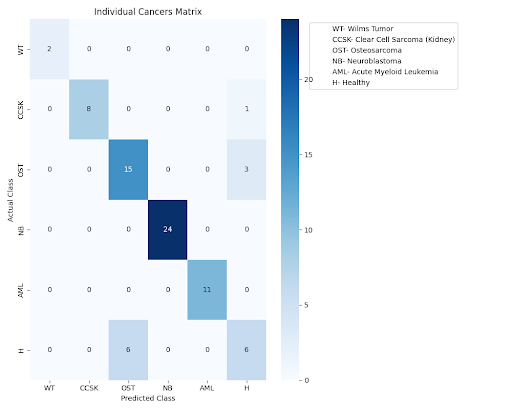 Individual Cancers Matrix
WT- Wilms Tumor
CCSK- Clear Cell Sarcoma (Kidney)
OST- Osteosarcoma
NB- Neuroblastoma
AML- Acute Myeloid Leukemia
H- Healthy
Actual Class
WT 2 0 0 0 0 0
CCSK 0 8 0 0 0 1
OST 0 0 15 0 0 3
NB 0 0 0 24 0 0
AML 0 0 0 0 11 0
H 0 0 6 0 0 6
WT CCSK OST NB AML H
Predicted Class
20
15
10
5
0